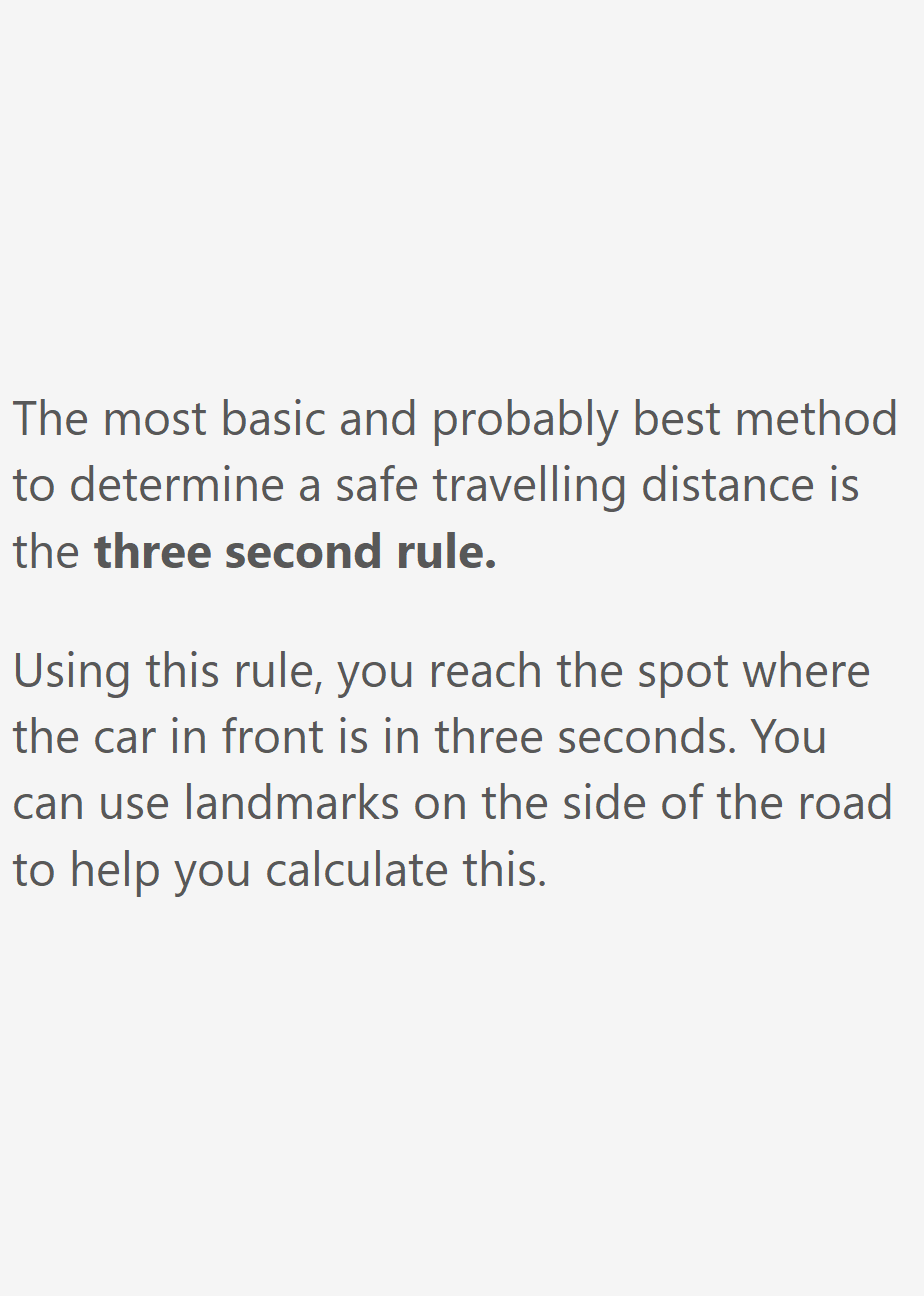 The most basic and probably best method
to determine a safe travelling distance is
the three second rule.
Using this rule, you reach the spot where
the car in front is in three seconds. You
can use landmarks on the side of the road
to help you calculate this.